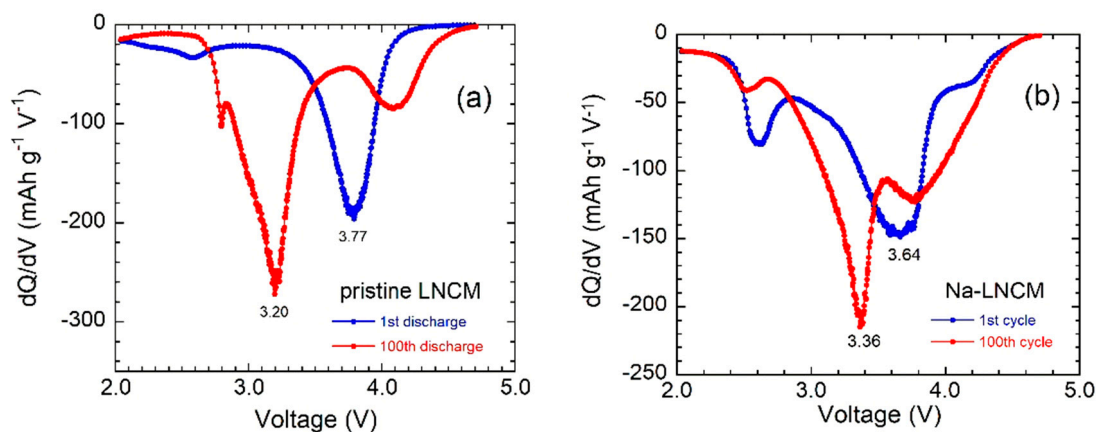 0
-100
-200
-300
dQ/dV (mAh g⁻¹ V⁻¹)
(a)
3.77
3.20
pristine LNCM
1st discharge
100th discharge
2.0 3.0 4.0 5.0
Voltage (V)
0
-50
-100
-150
-200
-250
dQ/dV (mAh g⁻¹ V⁻¹)
(b)
3.64
3.36
Na-LNCM
1st cycle
100th cycle
2.0 3.0 4.0 5.0
Voltage (V)